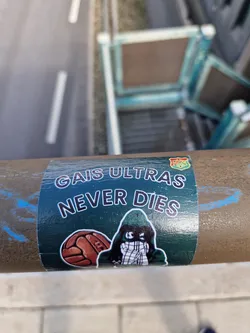 GAIS ULTRAS
NEVER DIES